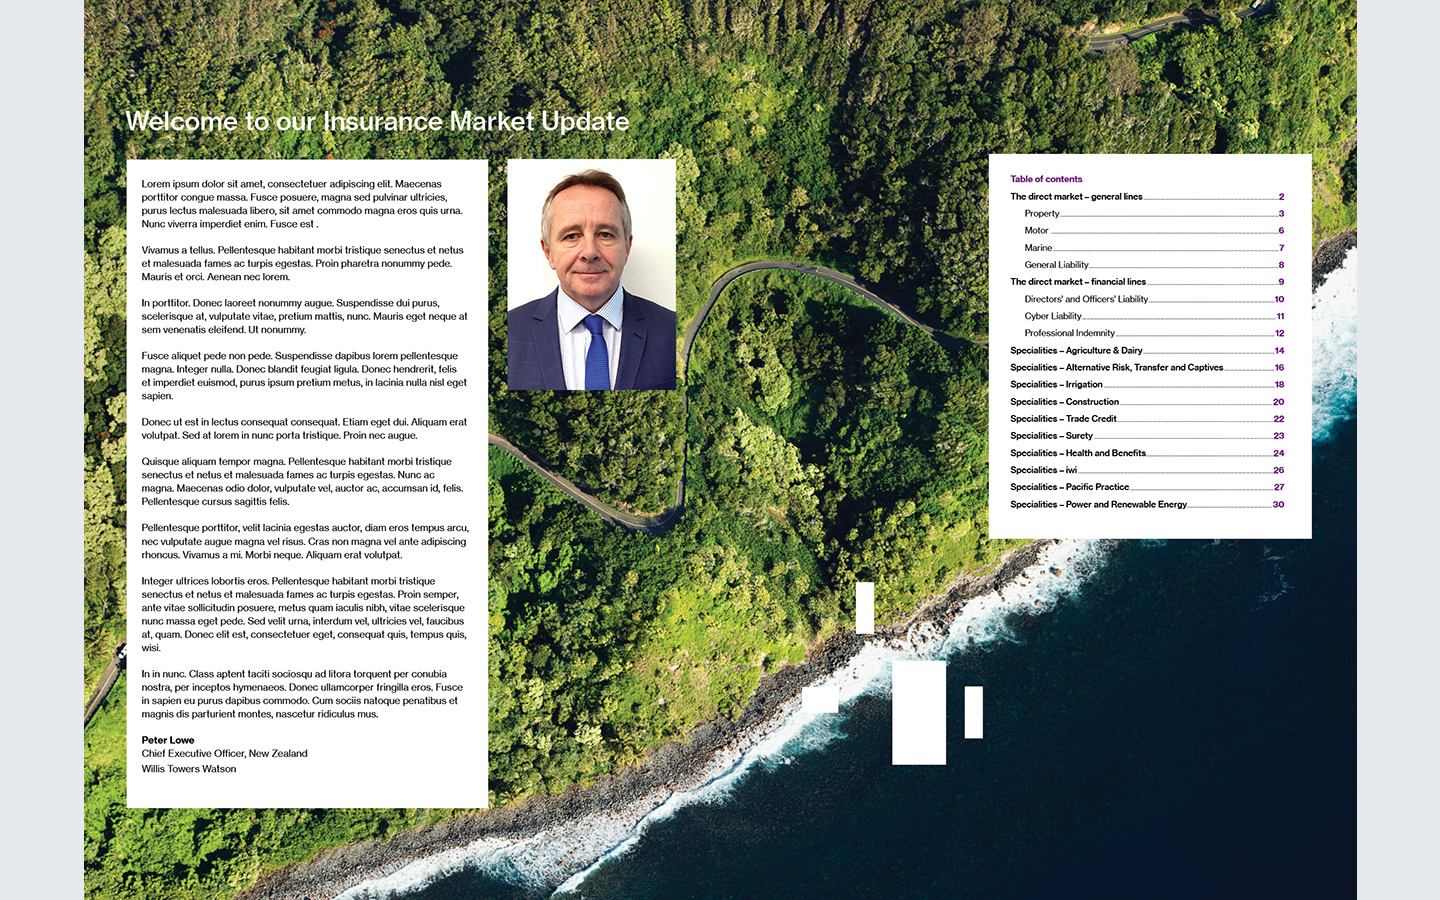 Welcome to our Insurance Market Update
Lorem ipsum dolor sit amet, consectetuer adipiscing elit. Maecenas
porttitor congue massa. Fusce posuere, magna sed pulvinar ultricies,
purus lectus malesuada libero, sit amet commodo magna eros quis urna.
Nunc viverra imperdiet enim. Fusce est .
Vivamus a tellus. Pellentesque habitant morbi tristique senectus et netus
et malesuada fames ac turpis egestas. Proin pharetra nonummy pede.
Mauris et orci. Aenean nec lorem.
In porttitor. Donec laoreet nonummy augue. Suspendisse dui purus,
scelerisque at, vulputate vitae, pretium mattis, nunc. Mauris eget neque at
sem venenatis eleifend. Ut nonummy.
Fusce aliquet pede non pede. Suspendisse dapibus lorem pellentesque
magna. Integer nulla. Donec blandit feugiat ligula. Donec hendrerit, felis
et imperdiet euismod, purus ipsum pretium metus, in lacinia nulla nisl eget
sapien.
Donec ut est in lectus consequat consequat. Etiam eget dui. Aliquam erat
volutpat. Sed at lorem in nunc porta tristique. Proin nec augue.
Quisque aliquam tempor magna. Pellentesque habitant morbi tristique
senectus et netus et malesuada fames ac turpis egestas. Nunc ac
magna. Maecenas odio dolor, vulputate vel, auctor ac, accumsan id, felis.
Pellentesque cursus sagittis felis.
Pellentesque porttitor, velit lacinia egestas auctor, diam eros tempus arcu,
nec vulputate augue magna vel risus. Cras non magna vel ante adipiscing
rhoncus. Vivamus a mi. Morbi neque. Aliquam erat volutpat.
Integer ultrices lobortis eros. Pellentesque habitant morbi tristique
senectus et netus et malesuada fames ac turpis egestas. Proin semper,
ante vitae sollicitudin posuere, metus quam iaculis nibh, vitae scelerisque
nunc massa eget pede. Sed velit urna, interdum vel, ultricies vel, faucibus
at, quam. Donec elit est, consectetuer eget, consequat quis, tempus quis,
wisi.
In in nunc. Class aptent taciti sociosqu ad litora torquent per conubia
nostra, per inceptos hymenaeos. Donec ullamcorper fringilla eros. Fusce
in sapien eu purus dapibus commodo. Cum sociis natoque penatibus et
magnis dis parturient montes, nascetur ridiculus mus.
Peter Lowe
Chief Executive Officer, New Zealand
Willis Towers Watson
Table of contents
The direct market – general lines 2
Property 3
Motor 6
Marine 7
General Liability 8
The direct market – financial lines 9
Directors' and Officers' Liability 10
Cyber Liability 11
Professional Indemnity 12
Specialities – Agriculture & Dairy 14
Specialities – Alternative Risk, Transfer and Captives 16
Specialities – Irrigation 18
Specialities – Construction 20
Specialities – Trade Credit 22
Specialities – Surety 23
Specialities – Health and Benefits 24
Specialities – iwi 26
Specialities – Pacific Practice 27
Specialities – Power and Renewable Energy 30